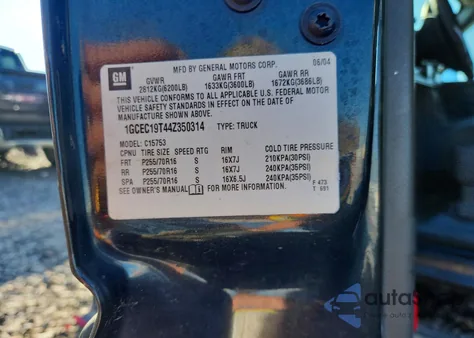 GM
MFD BY GENERAL MOTORS CORP. 06/04
GVWR GAWR FRT GAWR RR
2812KG(6200LB) 1633KG(3600LB) 1672KG(3686LB)
THIS VEHICLE CONFORMS TO ALL APPLICABLE U.S. FEDERAL MOTOR
VEHICLE SAFETY STANDARDS IN EFFECT ON THE DATE OF
MANUFACTURE SHOWN ABOVE.
1GCEC19T44Z350314 TYPE: TRUCK
MODEL: C15753
CPNU TIRE SIZE SPEED RTG RIM COLD TIRE PRESSURE
FRT P255/70R16 S 16X7J 210KPA(35PSI)
RR P255/70R16 S 16X7J 240KPA(35PSI)
SPA P255/70R16 S 16X6.5J 240KPA(35PSI)
SEE OWNER'S MANUAL FOR MORE INFORMATION.
F 473
T 651